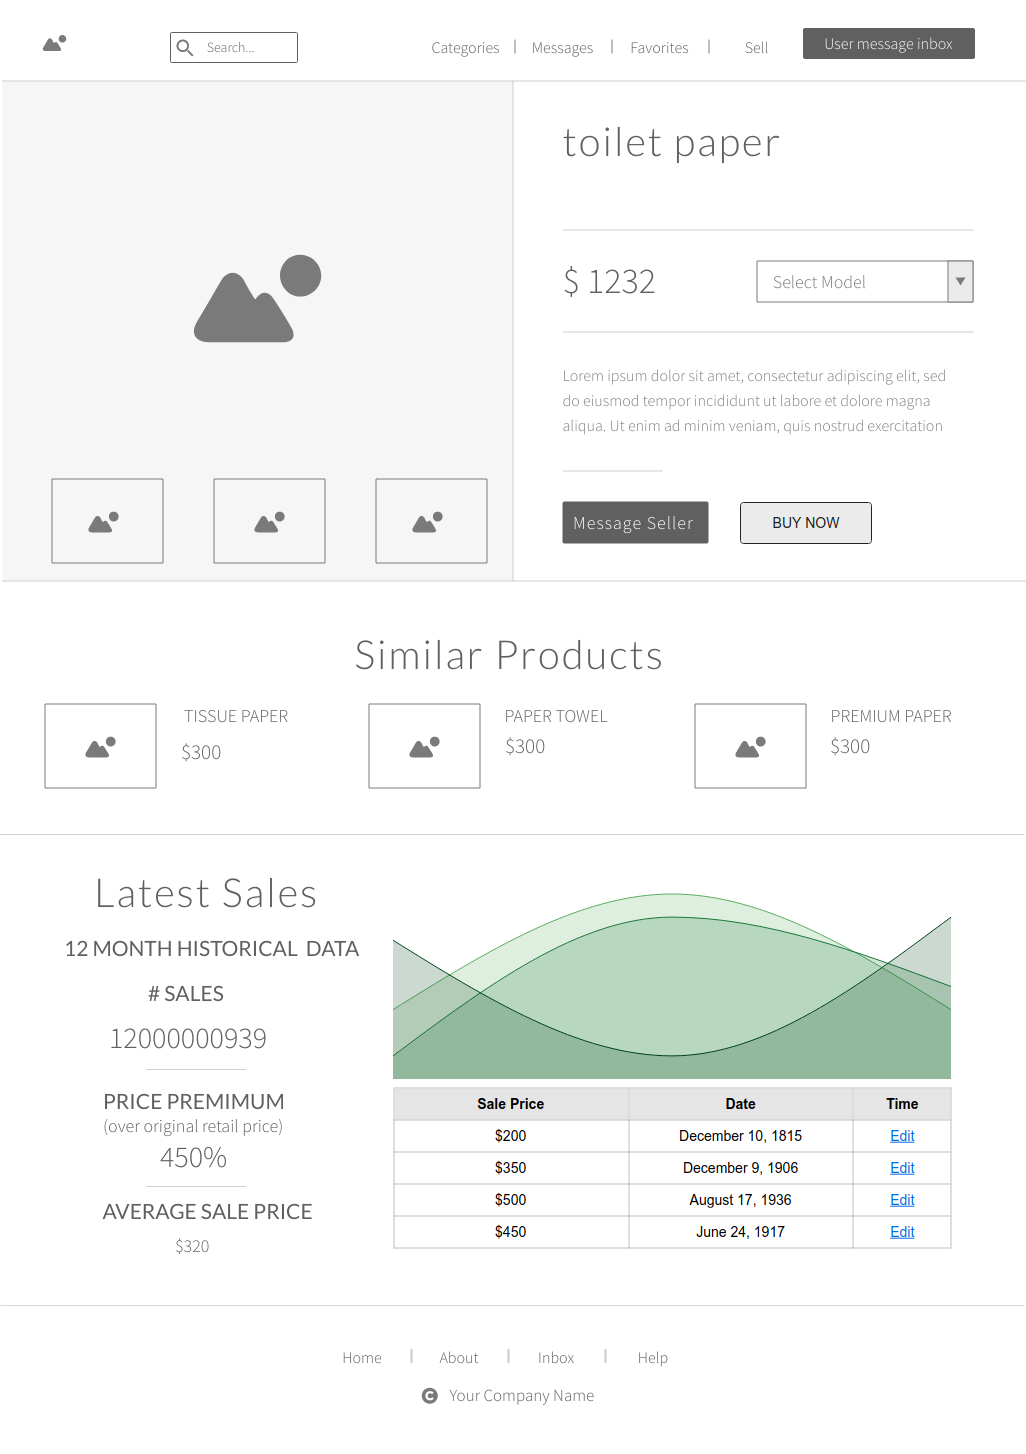 Search...
Categories
Messages
Favorites
Sell
User message inbox
toilet paper
$ 1232
Select Model
Lorem ipsum dolor sit amet, consectetur adipiscing elit, sed
do eiusmod tempor incididunt ut labore et dolore magna
aliqua. Ut enim ad minim veniam, quis nostrud exercitation
Message Seller
BUY NOW
Similar Products
TISSUE PAPER
$300
PAPER TOWEL
$300
PREMIUM PAPER
$300
Latest Sales
12 MONTH HISTORICAL DATA
# SALES
12000000939
PRICE PREMIMUM
(over original retail price)
450%
AVERAGE SALE PRICE
$320
Sale Price Date Time
$200 December 10, 1815 Edit
$350 December 9, 1906 Edit
$500 August 17, 1936 Edit
$450 June 24, 1917 Edit
Home
About
Inbox
Help
Your Company Name